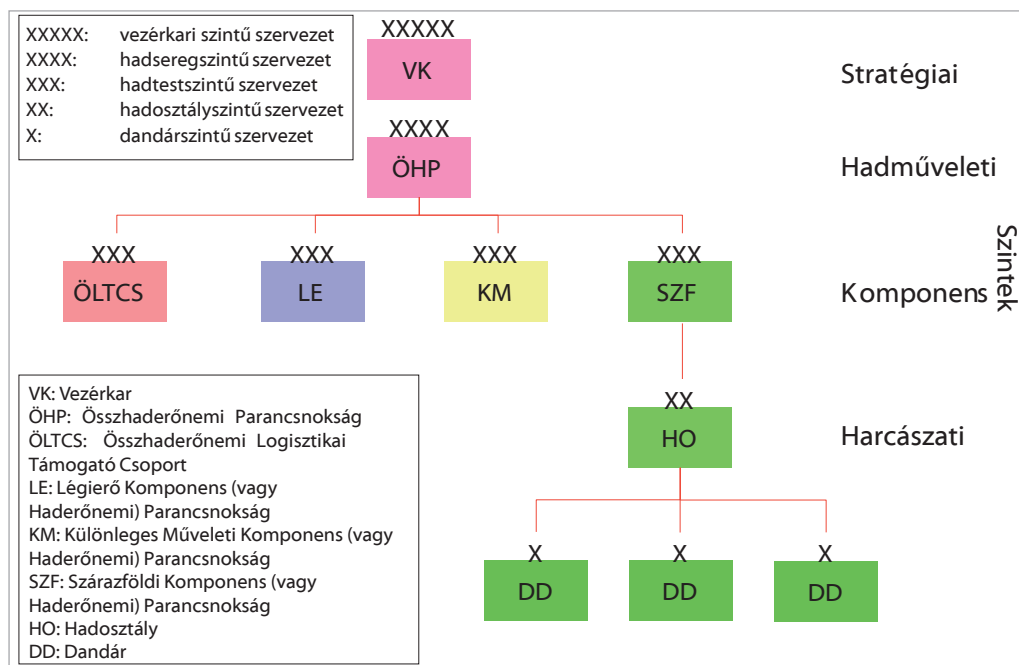 XXXXX: vezérkari szintű szervezet
XXXX: hadseregszintű szervezet
XXX: hadtestszintű szervezet
XX: hadosztályszintű szervezet
X: dandárszintű szervezet
XXXXX
VK
Stratégiai
XXXX
ÖHP
Hadműveleti
XXX XXX XXX XXX
ÖLTCS LE KM SZF
Komponens
Szintek
XX
HO
Harcászati
X X X
DD DD DD
VK: Vezérkar
ÖHP: Összhaderőnemi Parancsnokság
ÖLTCS: Összhaderőnemi Logisztikai
Támogató Csoport
LE: Légierő Komponens (vagy
Haderőnemi) Parancsnokság
KM: Különleges Műveleti Komponens (vagy
Haderőnemi) Parancsnokság
SZF: Szárazföldi Komponens (vagy
Haderőnemi) Parancsnokság
HO: Hadosztály
DD: Dandár